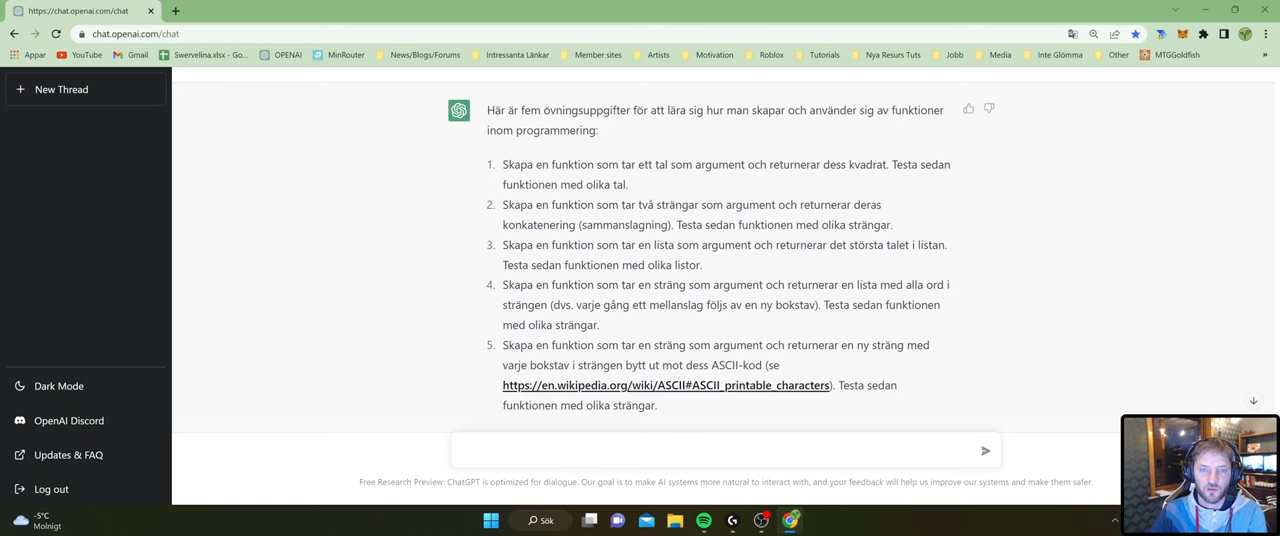 https://chat.openai.com/chat
chat.openai.com/chat
Appar YouTube Gmail Swervelina.xlsx - Go... OPENAI MinRouter News/Blogs/Forums Intressanta Länkar Member sites Artists Motivation Roblox Tutorials Nya Resurs Tuts Jobb Media Inte Glömma Other MTGGoldfish »
New Thread
Här är fem övningsuppgifter för att lära sig hur man skapar och använder sig av funktioner
inom programmering:
1. Skapa en funktion som tar ett tal som argument och returnerar dess kvadrat. Testa sedan
funktionen med olika tal.
2. Skapa en funktion som tar två strängar som argument och returnerar deras
konkatenering (sammanslagning). Testa sedan funktionen med olika strängar.
3. Skapa en funktion som tar en lista som argument och returnerar det största talet i listan.
Testa sedan funktionen med olika listor.
4. Skapa en funktion som tar en sträng som argument och returnerar en lista med alla ord i
strängen (dvs. varje gång ett mellanslag följs av en ny bokstav). Testa sedan funktionen
med olika strängar.
5. Skapa en funktion som tar en sträng som argument och returnerar en ny sträng med
varje bokstav i strängen bytt ut mot dess ASCII-kod (se
https://en.wikipedia.org/wiki/ASCII#ASCII_printable_characters). Testa sedan
funktionen med olika strängar.
Dark Mode
OpenAI Discord
Updates & FAQ
Log out
Free Research Preview: ChatGPT is optimized for dialogue. Our goal is to make AI systems more natural to interact with, and your feedback will help us improve our systems and make them safer.
-5°C
Molnigt
Sök